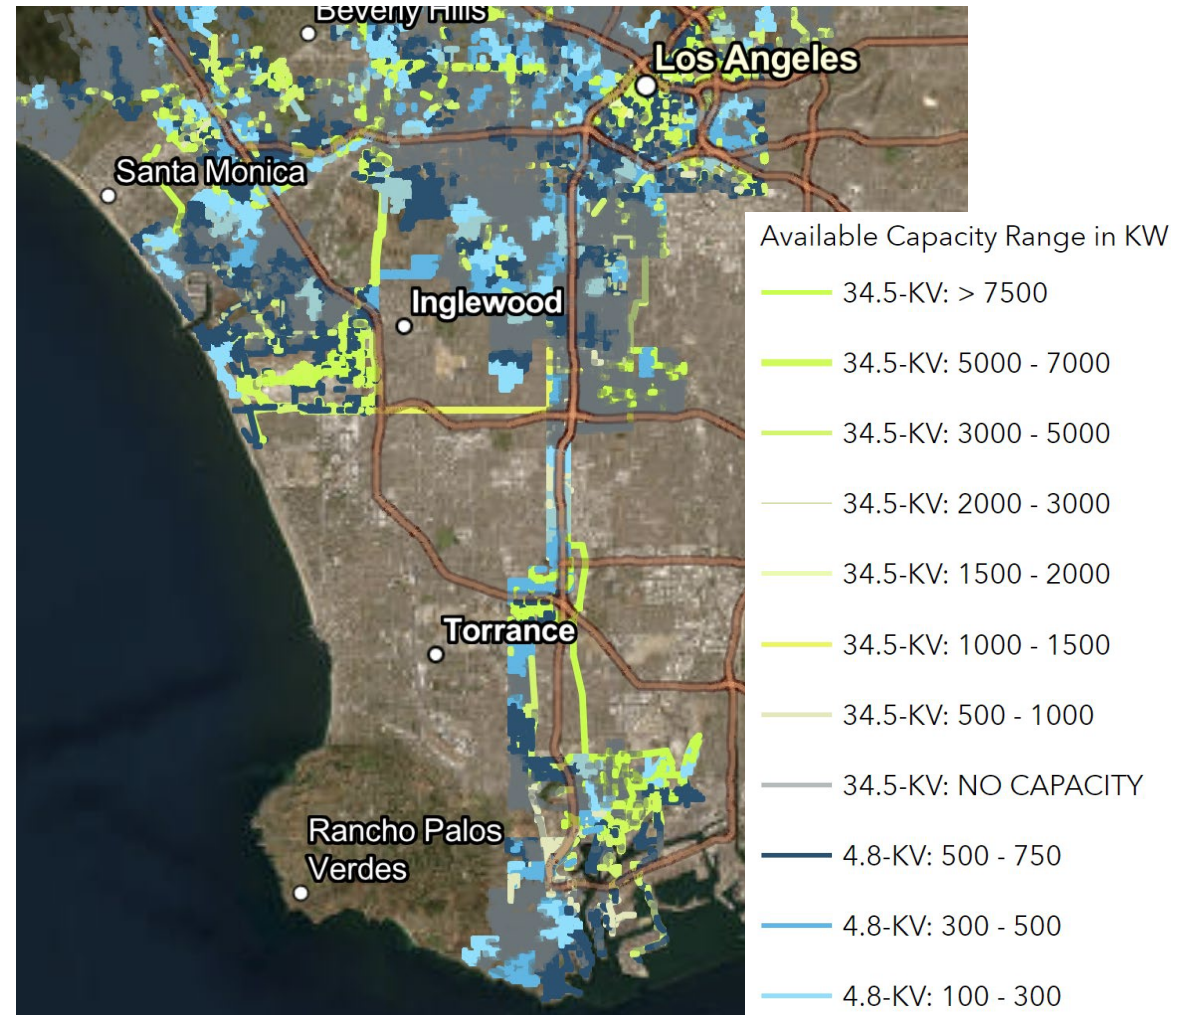 Beverly Hills
Los Angeles
Santa Monica
Inglewood
Torrance
Rancho Palos
Verdes
Available Capacity Range in KW
34.5-KV: > 7500
34.5-KV: 5000 - 7000
34.5-KV: 3000 - 5000
34.5-KV: 2000 - 3000
34.5-KV: 1500 - 2000
34.5-KV: 1000 - 1500
34.5-KV: 500 - 1000
34.5-KV: NO CAPACITY
4.8-KV: 500 - 750
4.8-KV: 300 - 500
4.8-KV: 100 - 300